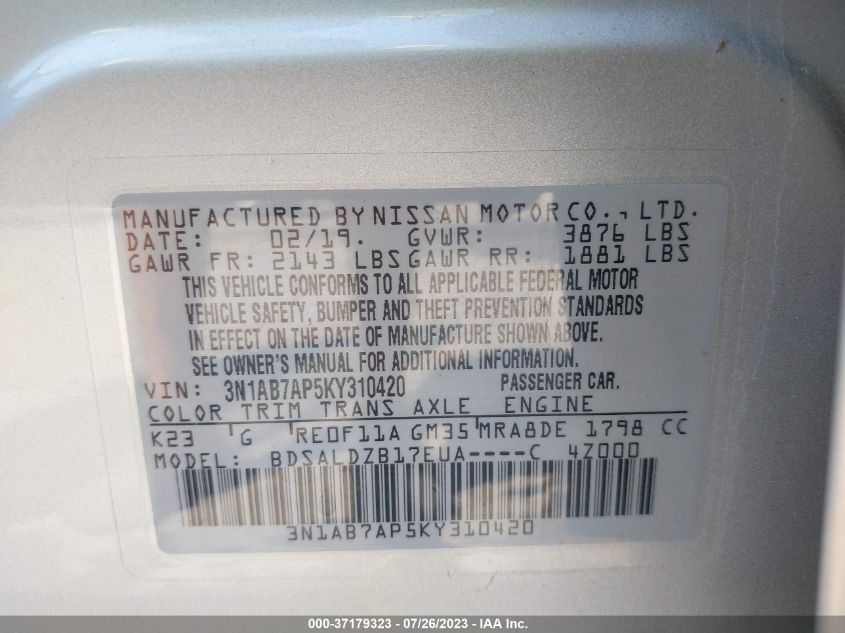 MANUFACTURED BY NISSAN MOTOR CO., LTD.
DATE: 02/19. GVWR: 3876 LBS
GAWR FR: 2143 LBS GAWR RR: 1881 LBS
THIS VEHICLE CONFORMS TO ALL APPLICABLE FEDERAL MOTOR
VEHICLE SAFETY, BUMPER AND THEFT PREVENTION STANDARDS
IN EFFECT ON THE DATE OF MANUFACTURE SHOWN ABOVE.
SEE OWNER'S MANUAL FOR ADDITIONAL INFORMATION.
VIN: 3N1AB7AP5KY310420 PASSENGER CAR.
COLOR TRIM TRANS AXLE ENGINE
K23 G RE0F11A GM35 MRA8DE 1798 CC
MODEL: BDSALDZB17EUA----C 4Z000
3N1AB7AP5KY310420
000-37179323 - 07/26/2023 - IAA Inc.